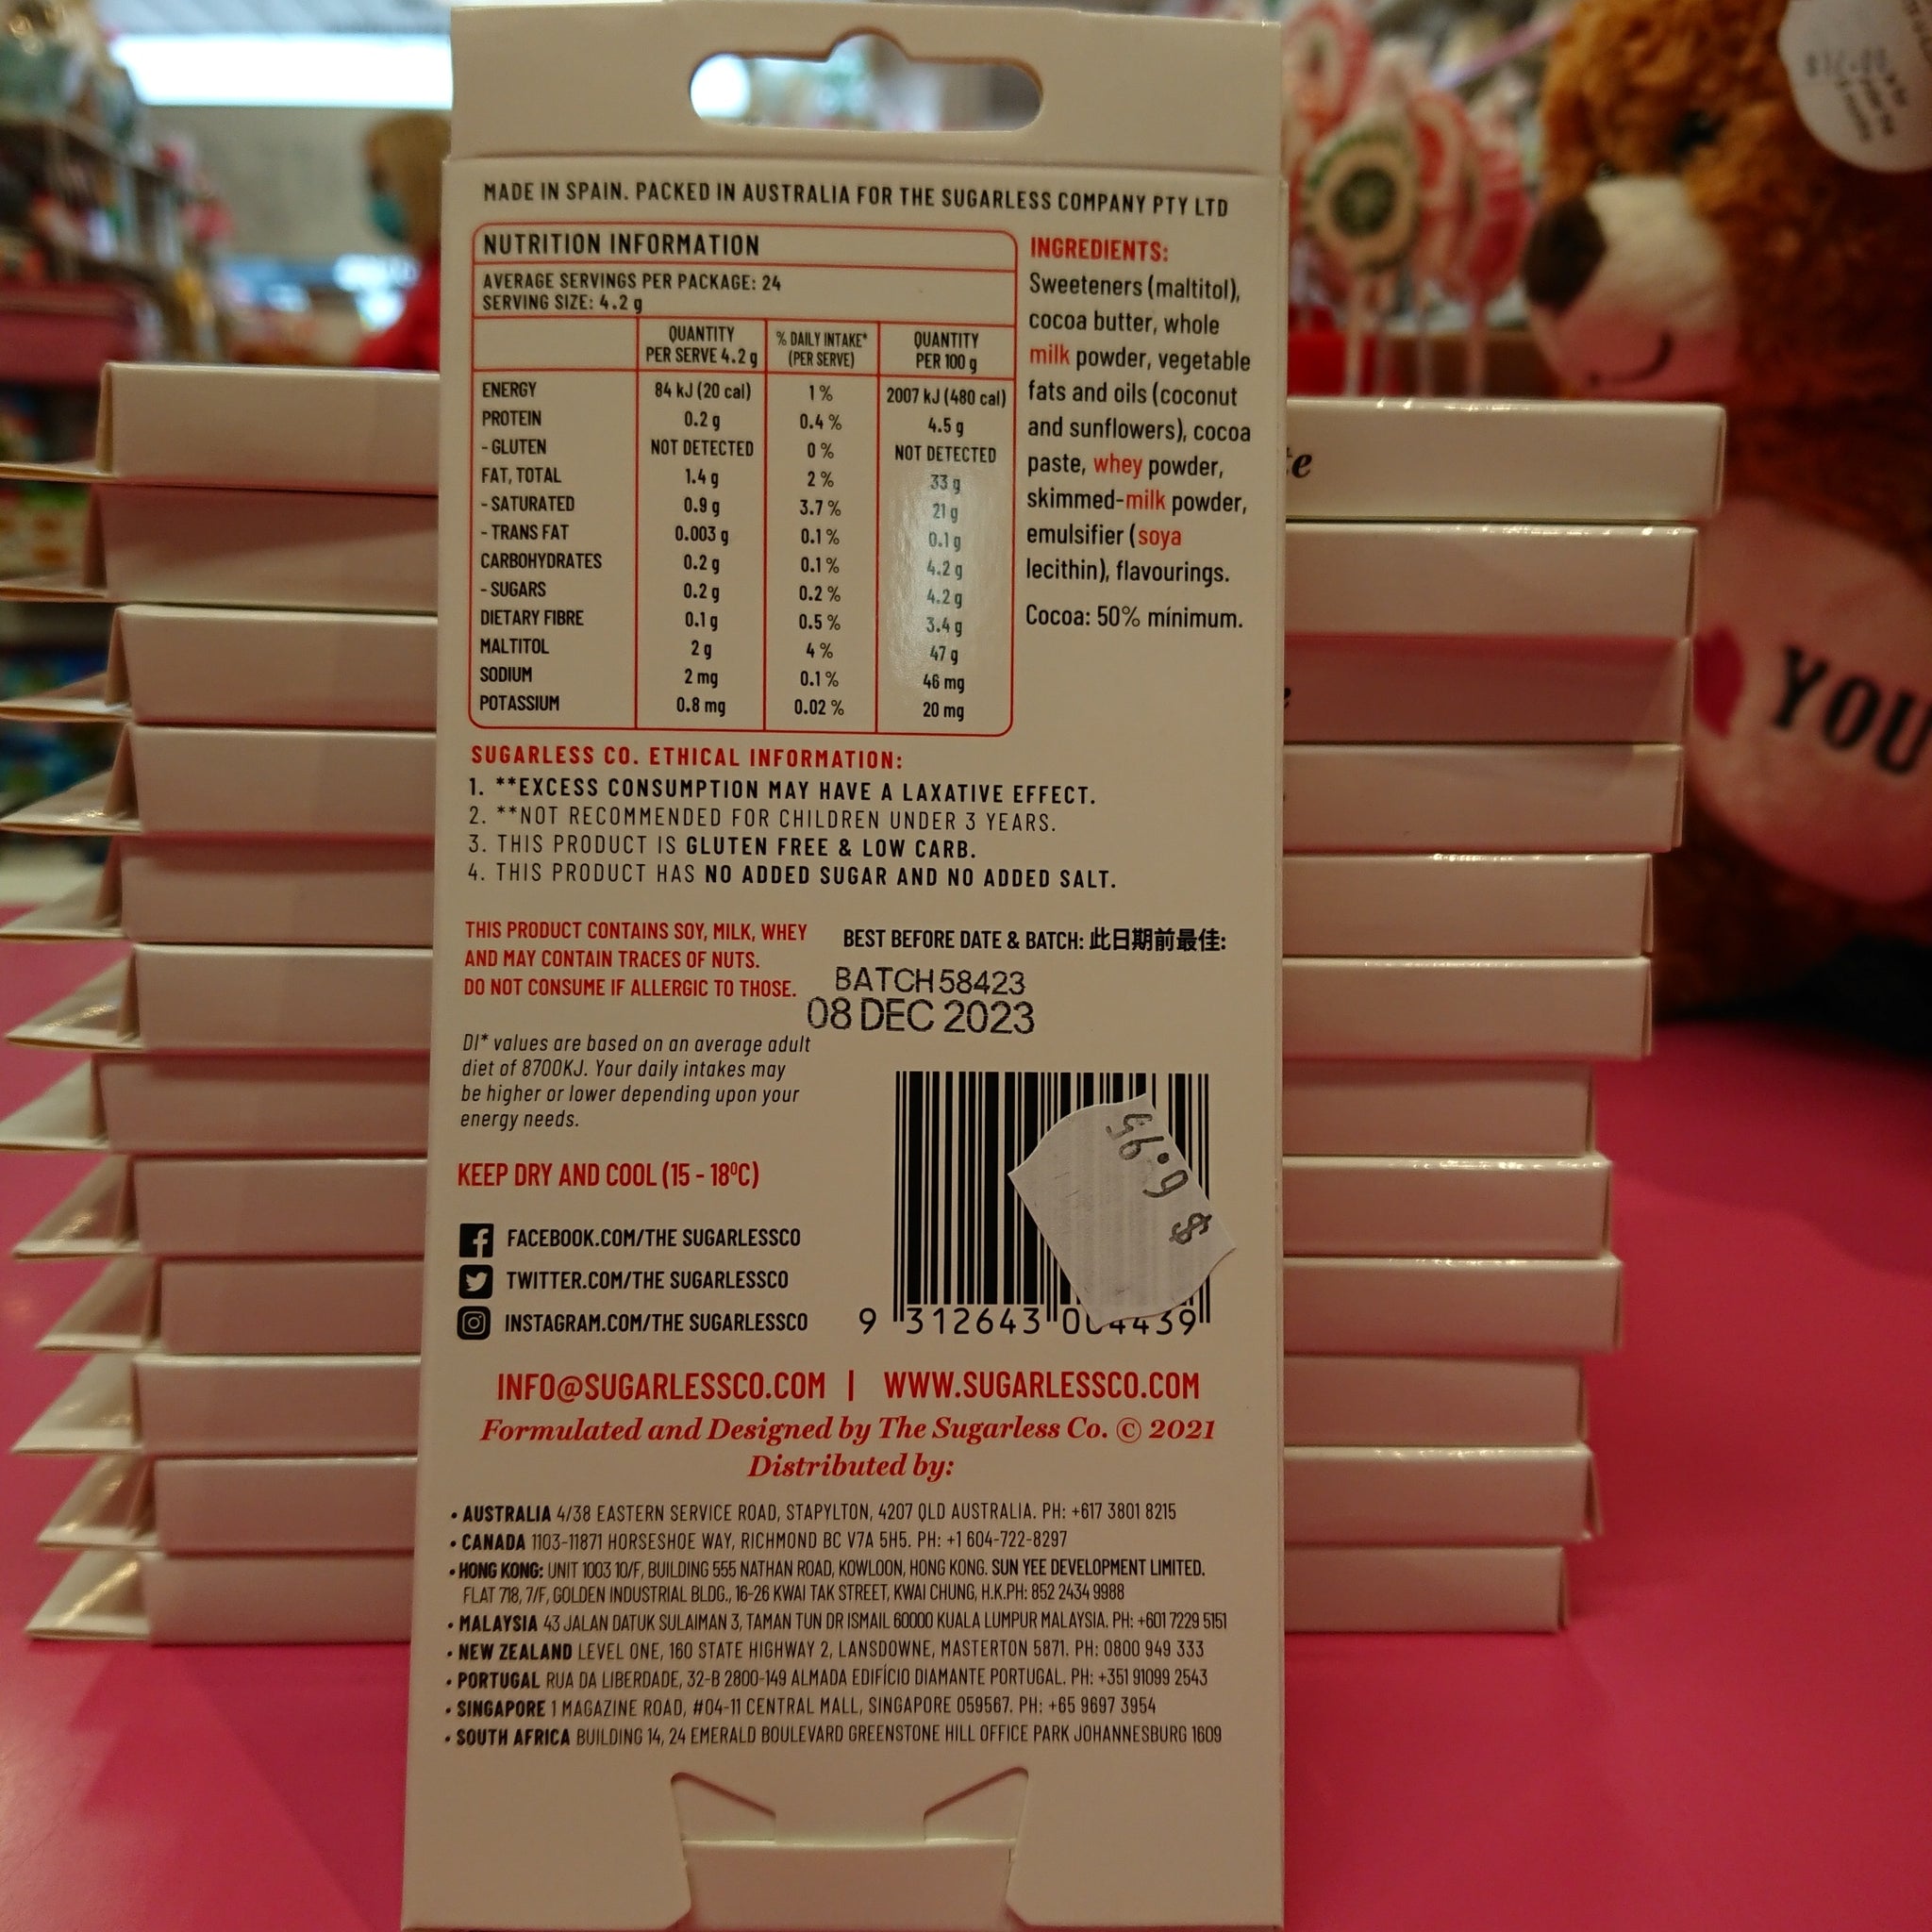 MADE IN SPAIN. PACKED IN AUSTRALIA FOR THE SUGARLESS COMPANY PTY LTD
NUTRITION INFORMATION
AVERAGE SERVINGS PER PACKAGE: 24
SERVING SIZE: 4.2 g
QUANTITY PER SERVE 4.2 g % DAILY INTAKE* (PER SERVE) QUANTITY PER 100 g
ENERGY 84 kJ (20 cal) 1 % 2007 kJ (480 cal)
PROTEIN 0.2 g 0.4 % 4.5 g
- GLUTEN NOT DETECTED 0 % NOT DETECTED
FAT, TOTAL 1.4 g 2 % 33 g
- SATURATED 0.9 g 3.7 % 21 g
- TRANS FAT 0.003 g 0.1 % 0.1 g
CARBOHYDRATES 0.2 g 0.1 % 4.2 g
- SUGARS 0.2 g 0.2 % 4.2 g
DIETARY FIBRE 0.1 g 0.5 % 3.4 g
MALTITOL 2 g 4 % 47 g
SODIUM 2 mg 0.1 % 46 mg
POTASSIUM 0.8 mg 0.02 % 20 mg
INGREDIENTS:
Sweeteners (maltitol),
cocoa butter, whole
milk powder, vegetable
fats and oils (coconut
and sunflowers), cocoa
paste, whey powder,
skimmed-milk powder,
emulsifier (soya
lecithin), flavourings.
Cocoa: 50% mínimum.
SUGARLESS CO. ETHICAL INFORMATION:
1. **EXCESS CONSUMPTION MAY HAVE A LAXATIVE EFFECT.
2. **NOT RECOMMENDED FOR CHILDREN UNDER 3 YEARS.
3. THIS PRODUCT IS GLUTEN FREE & LOW CARB.
4. THIS PRODUCT HAS NO ADDED SUGAR AND NO ADDED SALT.
THIS PRODUCT CONTAINS SOY, MILK, WHEY
AND MAY CONTAIN TRACES OF NUTS.
DO NOT CONSUME IF ALLERGIC TO THOSE.
BEST BEFORE DATE & BATCH: 此日期前最佳:
BATCH 58423
08 DEC 2023
DI* values are based on an average adult
diet of 8700KJ. Your daily intakes may
be higher or lower depending upon your
energy needs.
KEEP DRY AND COOL (15 - 18ºC)
$ 6.95
FACEBOOK.COM/THE SUGARLESSCO
TWITTER.COM/THE SUGARLESSCO
INSTAGRAM.COM/THE SUGARLESSCO
9 312643 004439
INFO@SUGARLESSCO.COM | WWW.SUGARLESSCO.COM
Formulated and Designed by The Sugarless Co. © 2021
Distributed by:
• AUSTRALIA 4/38 EASTERN SERVICE ROAD, STAPYLTON, 4207 QLD AUSTRALIA. PH: +617 3801 8215
• CANADA 1103-11871 HORSESHOE WAY, RICHMOND BC V7A 5H5. PH: +1 604-722-8297
• HONG KONG: UNIT 1003 10/F, BUILDING 555 NATHAN ROAD, KOWLOON, HONG KONG. SUN YEE DEVELOPMENT LIMITED.
FLAT 718, 7/F, GOLDEN INDUSTRIAL BLDG., 16-26 KWAI TAK STREET, KWAI CHUNG, H.K.PH: 852 2434 9988
• MALAYSIA 43 JALAN DATUK SULAIMAN 3, TAMAN TUN DR ISMAIL 60000 KUALA LUMPUR MALAYSIA. PH: +601 7229 5151
• NEW ZEALAND LEVEL ONE, 160 STATE HIGHWAY 2, LANSDOWNE, MASTERTON 5871. PH: 0800 949 333
• PORTUGAL RUA DA LIBERDADE, 32-B 2800-149 ALMADA EDIFÍCIO DIAMANTE PORTUGAL. PH: +351 91099 2543
• SINGAPORE 1 MAGAZINE ROAD, #04-11 CENTRAL MALL, SINGAPORE 059567. PH: +65 9697 3954
• SOUTH AFRICA BUILDING 14, 24 EMERALD BOULEVARD GREENSTONE HILL OFFICE PARK JOHANNESBURG 1609
YOU